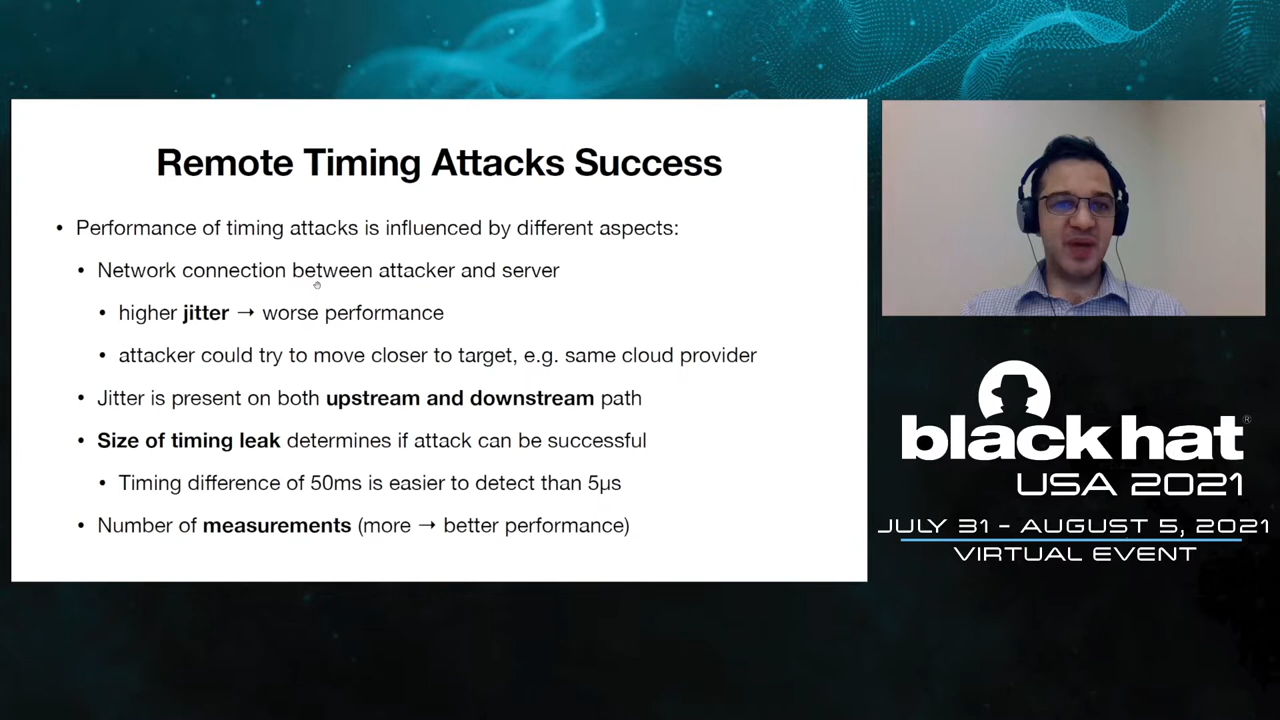 Remote Timing Attacks Success
• Performance of timing attacks is influenced by different aspects:
• Network connection between attacker and server
• higher jitter → worse performance
• attacker could try to move closer to target, e.g. same cloud provider
• Jitter is present on both upstream and downstream path
• Size of timing leak determines if attack can be successful
• Timing difference of 50ms is easier to detect than 5μs
• Number of measurements (more → better performance)
black hat®
USA 2021
JULY 31 - AUGUST 5, 2021
VIRTUAL EVENT